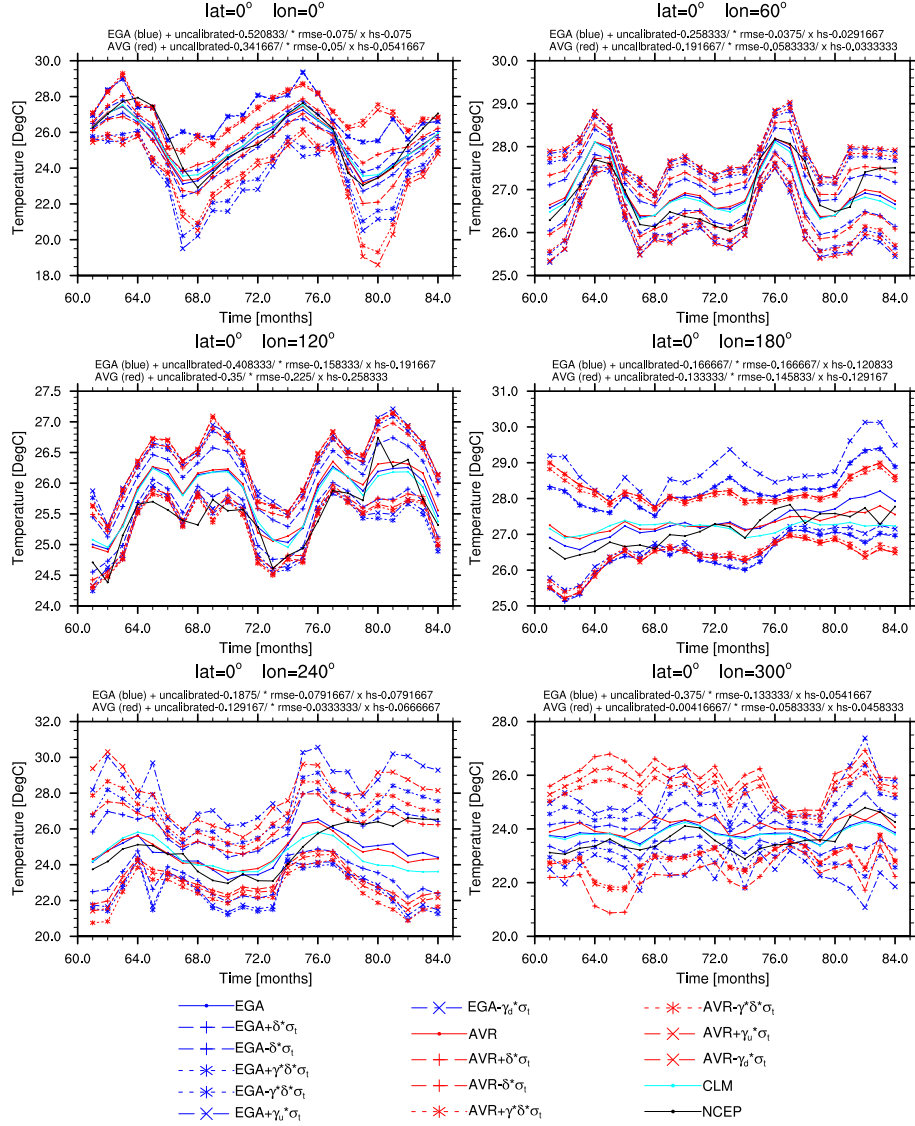 lat=0° lon=0°
EGA (blue) + uncalibrated-0.520833/ * rmse-0.075/ x hs-0.075
AVG (red) + uncalibrated-0.341667/ * rmse-0.05/ x hs-0.0541667
30.0
28.0
26.0
24.0
22.0
20.0
18.0
Temperature [DegC]
60.0 64.0 68.0 72.0 76.0 80.0 84.0
Time [months]
lat=0° lon=60°
EGA (blue) + uncalibrated-0.258333/ * rmse-0.0375/ x hs-0.0291667
AVG (red) + uncalibrated-0.191667/ * rmse-0.0583333/ x hs-0.0333333
30.0
29.0
28.0
27.0
26.0
25.0
Temperature [DegC]
60.0 64.0 68.0 72.0 76.0 80.0 84.0
Time [months]
lat=0° lon=120°
EGA (blue) + uncalibrated-0.408333/ * rmse-0.158333/ x hs-0.191667
AVG (red) + uncalibrated-0.35/ * rmse-0.225/ x hs-0.258333
27.5
27.0
26.5
26.0
25.5
25.0
24.5
24.0
Temperature [DegC]
60.0 64.0 68.0 72.0 76.0 80.0 84.0
Time [months]
lat=0° lon=180°
EGA (blue) + uncalibrated-0.166667/ * rmse-0.166667/ x hs-0.120833
AVG (red) + uncalibrated-0.133333/ * rmse-0.145833/ x hs-0.129167
31.0
30.0
29.0
28.0
27.0
26.0
25.0
Temperature [DegC]
60.0 64.0 68.0 72.0 76.0 80.0 84.0
Time [months]
lat=0° lon=240°
EGA (blue) + uncalibrated-0.1875/ * rmse-0.0791667/ x hs-0.0791667
AVG (red) + uncalibrated-0.129167/ * rmse-0.0333333/ x hs-0.0666667
32.0
30.0
28.0
26.0
24.0
22.0
20.0
Temperature [DegC]
60.0 64.0 68.0 72.0 76.0 80.0 84.0
Time [months]
lat=0° lon=300°
EGA (blue) + uncalibrated-0.375/ * rmse-0.133333/ x hs-0.0541667
AVG (red) + uncalibrated-0.00416667/ * rmse-0.0583333/ x hs-0.0458333
28.0
26.0
24.0
22.0
20.0
Temperature [DegC]
60.0 64.0 68.0 72.0 76.0 80.0 84.0
Time [months]
EGA
EGA+δ*σt
EGA-δ*σt
EGA+γ*δ*σt
EGA-γ*δ*σt
EGA+γu*σt
EGA-γd*σt
AVR
AVR+δ*σt
AVR-δ*σt
AVR+γ*δ*σt
AVR-γ*δ*σt
AVR+γu*σt
AVR-γd*σt
CLM
NCEP